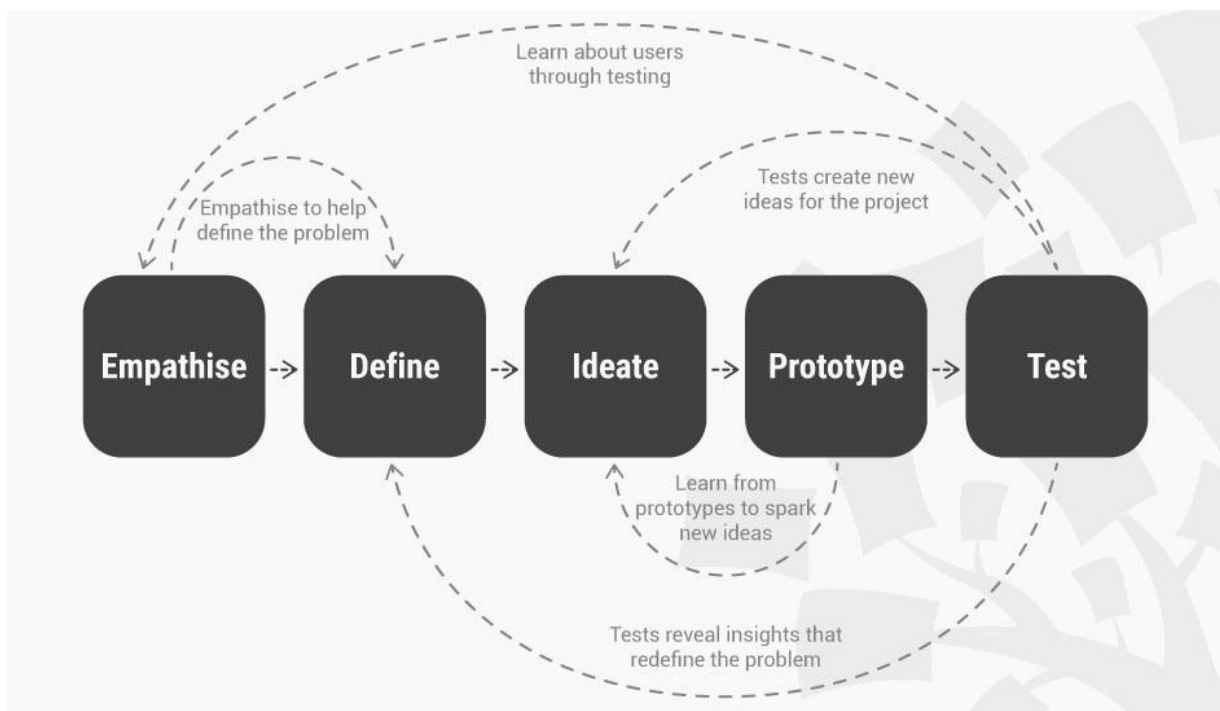 Learn about users
through testing
Tests create new
ideas for the project
Empathise to help
define the problem
Empathise
Define
Ideate
Prototype
Test
Learn from
prototypes to spark
new ideas
Tests reveal insights that
redefine the problem